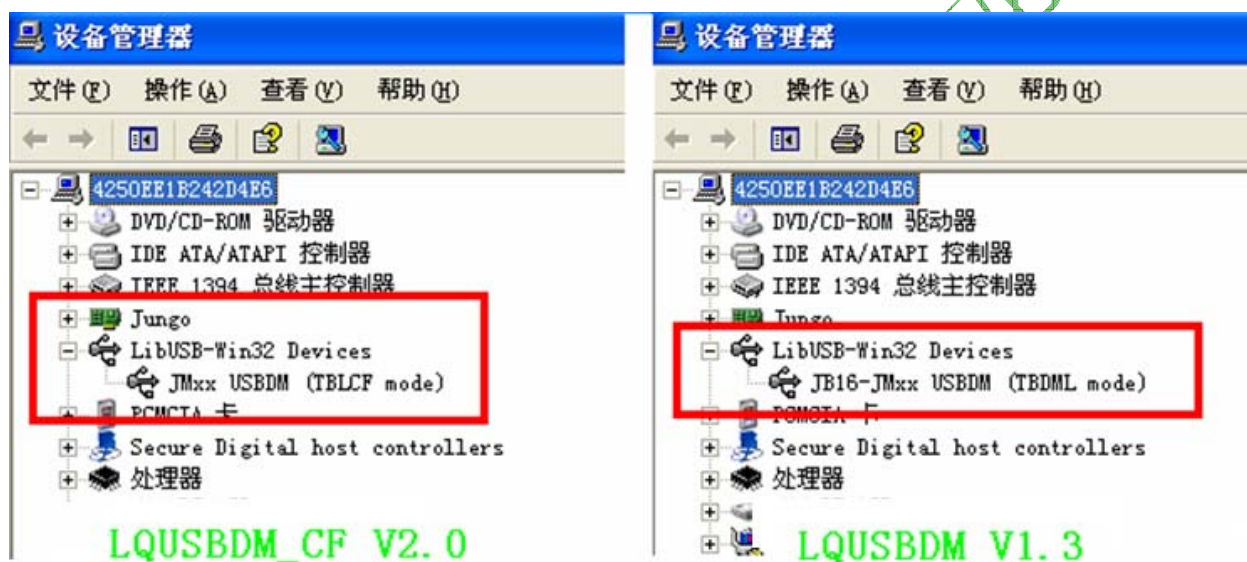 设备管理器
文件(F) 操作(A) 查看(V) 帮助(H)
4250EE1B242D4E6
DVD/CD-ROM 驱动器
IDE ATA/ATAPI 控制器
IEEE 1394 总线主控制器
Jungo
LibUSB-Win32 Devices
JMxx USBDM (TBLCF mode)
PCMCIA 卡
Secure Digital host controllers
处理器
LQUSBDM_CF V2.0
设备管理器
文件(F) 操作(A) 查看(V) 帮助(H)
4250EE1B242D4E6
DVD/CD-ROM 驱动器
IDE ATA/ATAPI 控制器
IEEE 1394 总线主控制器
Jungo
LibUSB-Win32 Devices
JB16-JMxx USBDM (TBDML mode)
PCMCIA 卡
Secure Digital host controllers
处理器
LQUSBDM V1.3